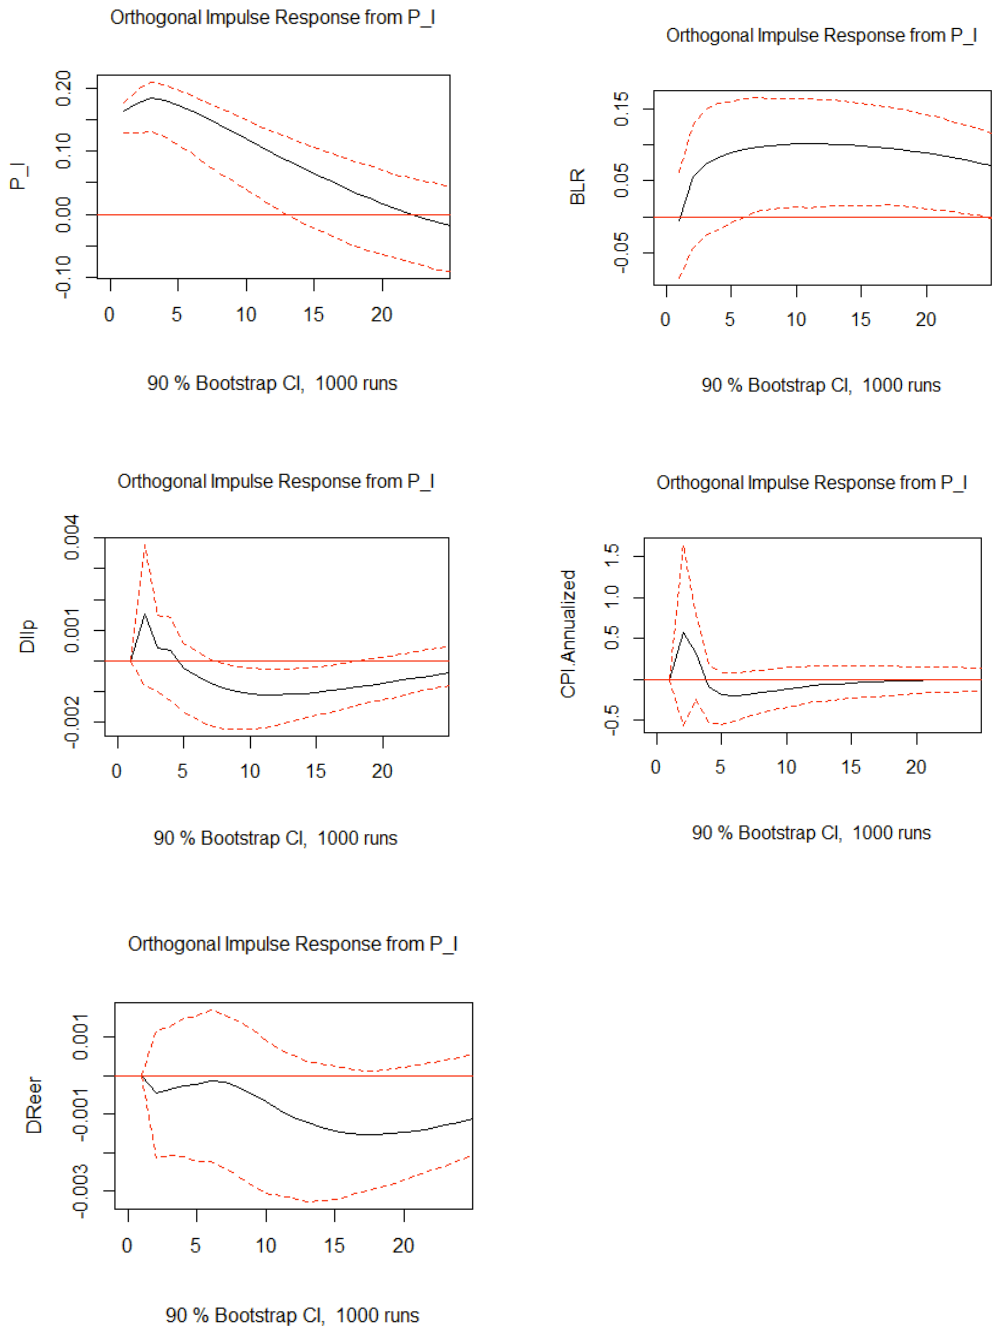 Orthogonal Impulse Response from P_I
P_I
0.20
0.10
0.00
-0.10
0 5 10 15 20
90 % Bootstrap CI, 1000 runs
Orthogonal Impulse Response from P_I
BLR
0.15
0.05
-0.05
0 5 10 15 20
90 % Bootstrap CI, 1000 runs
Orthogonal Impulse Response from P_I
DIIp
0.004
0.001
-0.002
0 5 10 15 20
90 % Bootstrap CI, 1000 runs
Orthogonal Impulse Response from P_I
CPI.Annualized
1.5
1.0
0.5
-0.5
0 5 10 15 20
90 % Bootstrap CI, 1000 runs
Orthogonal Impulse Response from P_I
DReer
0.001
-0.001
-0.003
0 5 10 15 20
90 % Bootstrap CI, 1000 runs